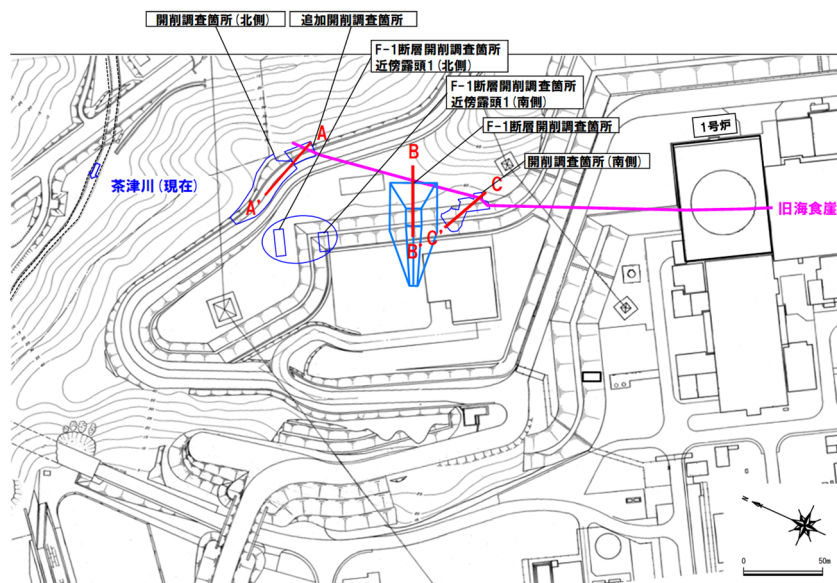 開削調査箇所(北側)
追加開削調査箇所
F-1断層開削調査箇所
近傍露頭1(北側)
F-1断層開削調査箇所
近傍露頭1(南側)
F-1断層開削調査箇所
開削調査箇所(南側)
1号炉
A
B
C
茶津川(現在)
A'
B'
C'
旧海食崖
N
0
50m